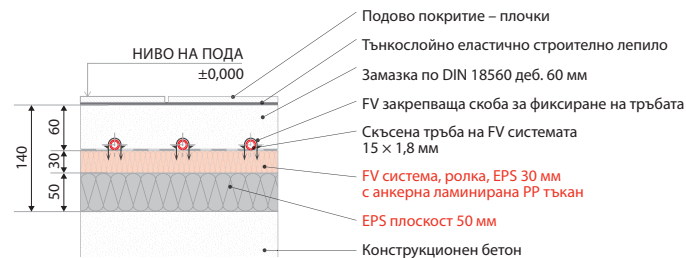 Подово покритие – плочки
Тънкослойно еластично строително лепило
НИВО НА ПОДА
±0,000
Замазка по DIN 18560 деб. 60 мм
FV закрепваща скоба за фиксиране на тръбата
Скъсена тръба на FV системата
15 × 1,8 мм
FV система, ролка, EPS 30 мм
с анкерна ламинирана PP тъкан
EPS плоскост 50 мм
Конструкционен бетон
140
60
30
50